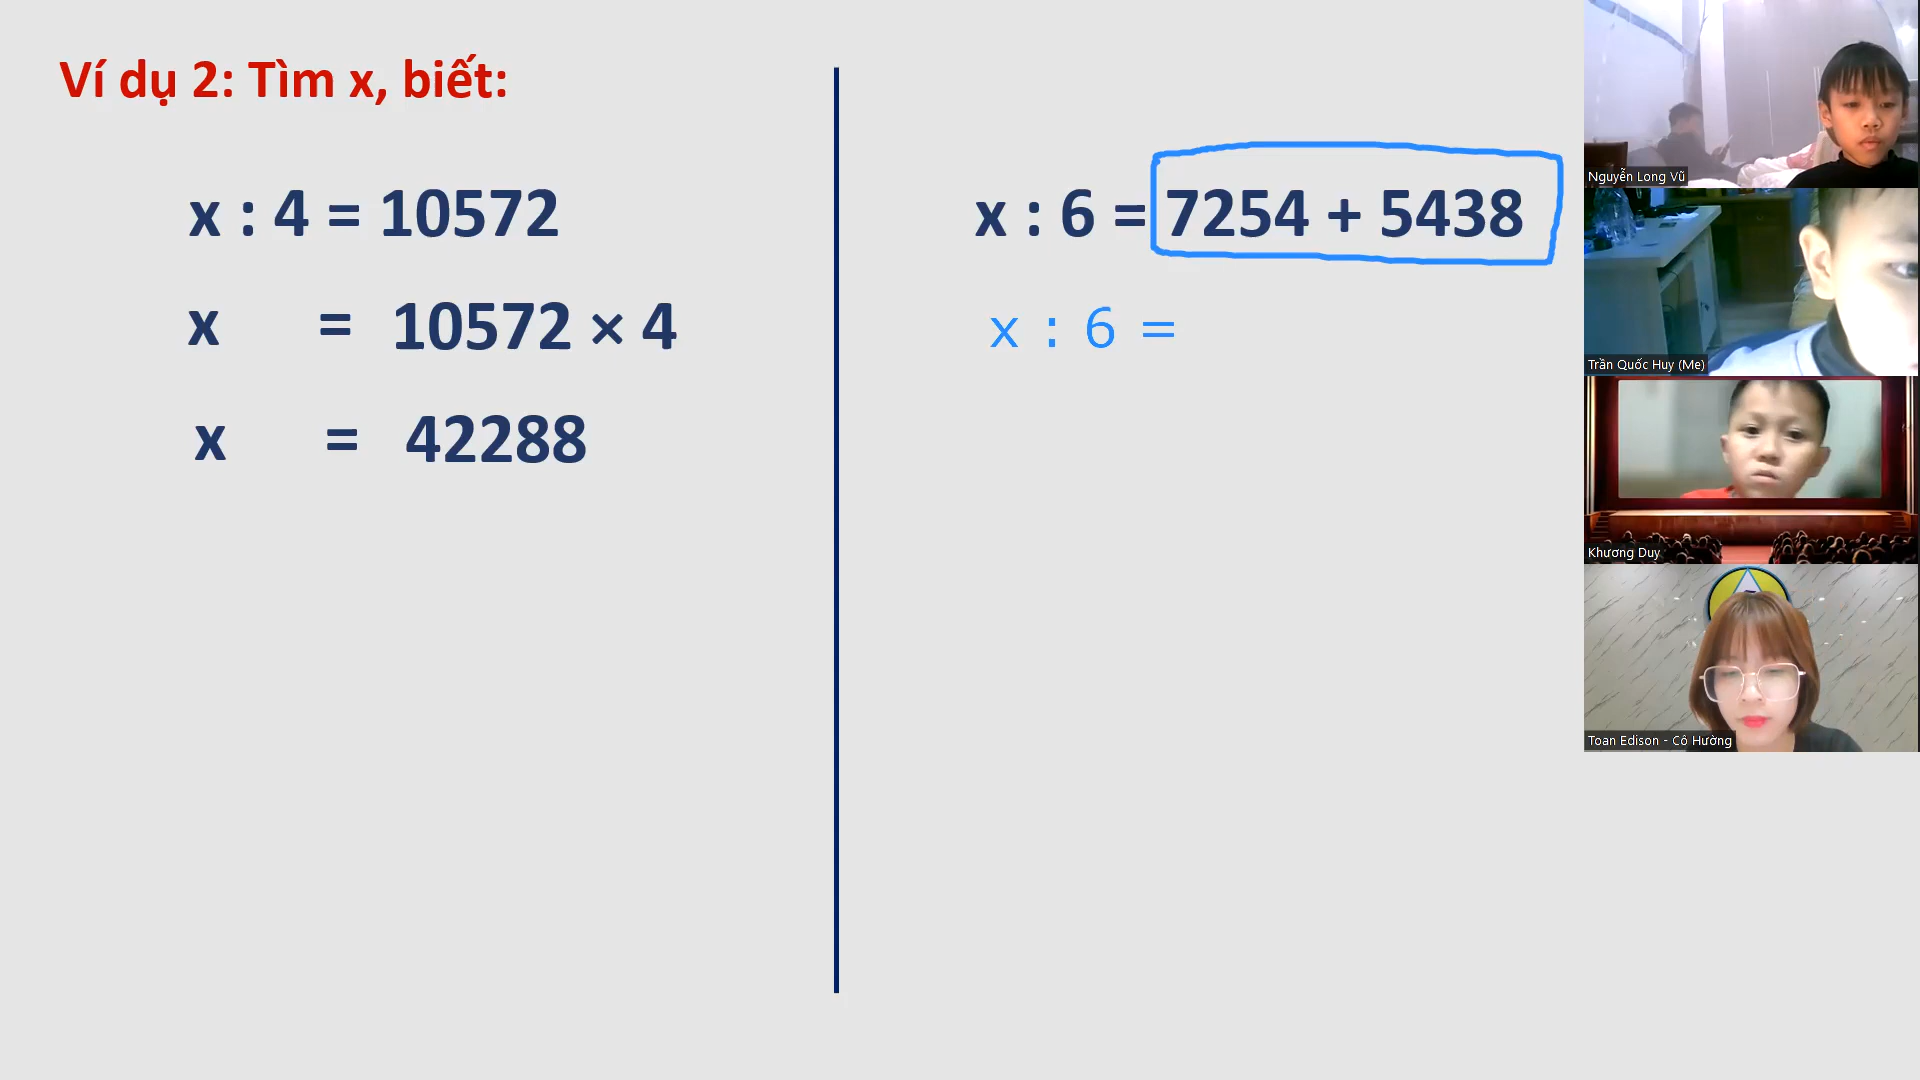 Ví dụ 2: Tìm x, biết:
x : 4 = 10572
x = 10572 × 4
x = 42288
x : 6 = 7254 + 5438
x : 6 =
Nguyễn Long Vũ
Trần Quốc Huy (Me)
Khương Duy
Toan Edison - Cô Hường